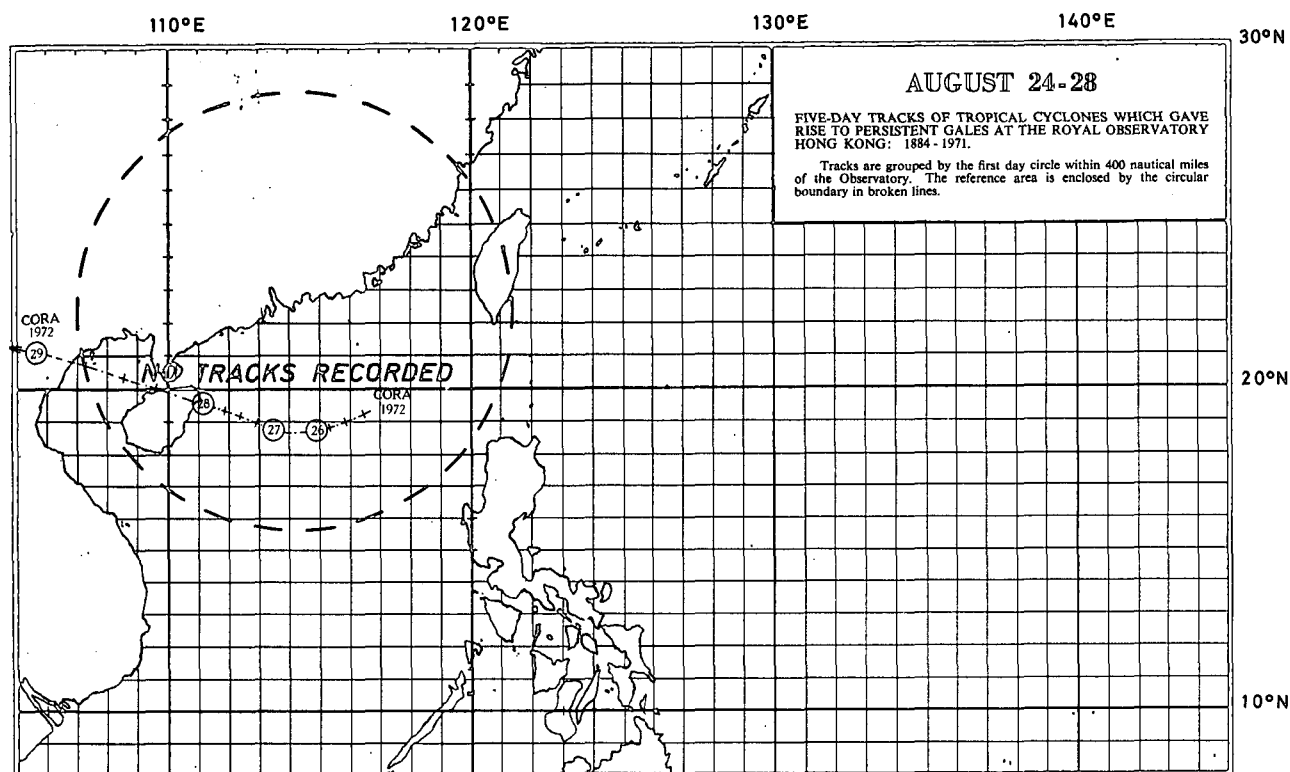 110°E 120°E 130°E 140°E
30°N
AUGUST 24-28
FIVE-DAY TRACKS OF TROPICAL CYCLONES WHICH GAVE
RISE TO PERSISTENT GALES AT THE ROYAL OBSERVATORY
HONG KONG: 1884-1971.
Tracks are grouped by the first day circle within 400 nautical miles
of the Observatory. The reference area is enclosed by the circular
boundary in broken lines.
CORA
1972
29
NO TRACKS RECORDED
20°N
CORA
1972
28
27
26
10°N